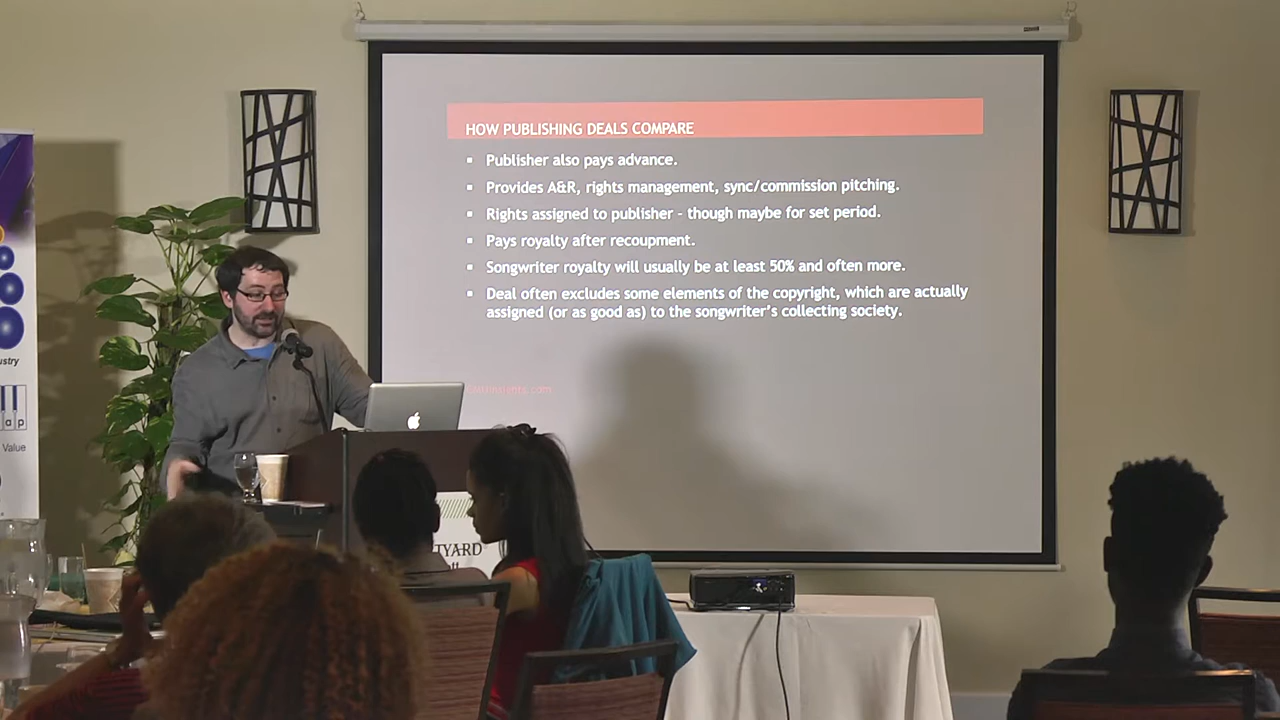 HOW PUBLISHING DEALS COMPARE
▪ Publisher also pays advance.
▪ Provides A&R, rights management, sync/commission pitching.
▪ Rights assigned to publisher – though maybe for set period.
▪ Pays royalty after recoupment.
▪ Songwriter royalty will usually be at least 50% and often more.
▪ Deal often excludes some elements of the copyright, which are actually
assigned (or as good as) to the songwriter's collecting society.
ustry
a p
Value
TYARD